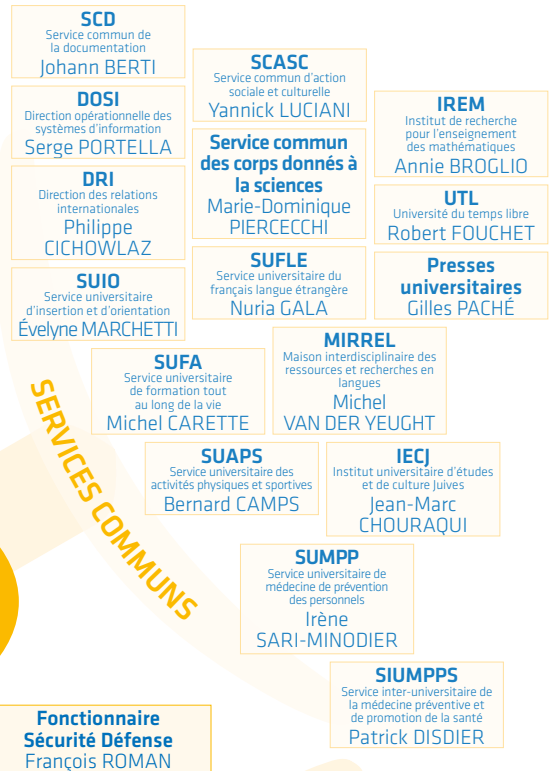 SCD
Service commun de
la documentation
Johann BERTI
DOSI
Direction opérationnelle des
systèmes d'information
Serge PORTELLA
DRI
Direction des relations
internationales
Philippe
CICHOWLAZ
SUIO
Service universitaire
d'insertion et d'orientation
Évelyne MARCHETTI
SCASC
Service commun d'action
sociale et culturelle
Yannick LUCIANI
Service commun
des corps donnés à
la sciences
Marie-Dominique
PIERCECCHI
SUFLE
Service universitaire du
français langue étrangère
Nuria GALA
IREM
Institut de recherche
pour l'enseignement
des mathématiques
Annie BROGLIO
UTL
Université du temps libre
Robert FOUCHET
Presses
universitaires
Gilles PACHÉ
SUFA
Service universitaire
de formation tout
au long de la vie
Michel CARETTE
MIRREL
Maison interdisciplinaire des
ressources et recherches en
langues
Michel
VAN DER YEUGHT
SUAPS
Service universitaire des
activités physiques et sportives
Bernard CAMPS
IECJ
Institut universitaire d'études
et de culture Juives
Jean-Marc
CHOURAQUI
SERVICES COMMUNS
SUMPP
Service universitaire de
médecine de prévention
des personnels
Irène
SARI-MINODIER
SIUMPPS
Service inter-universitaire de
la médecine préventive et
de promotion de la santé
Patrick DISDIER
Fonctionnaire
Sécurité Défense
François ROMAN